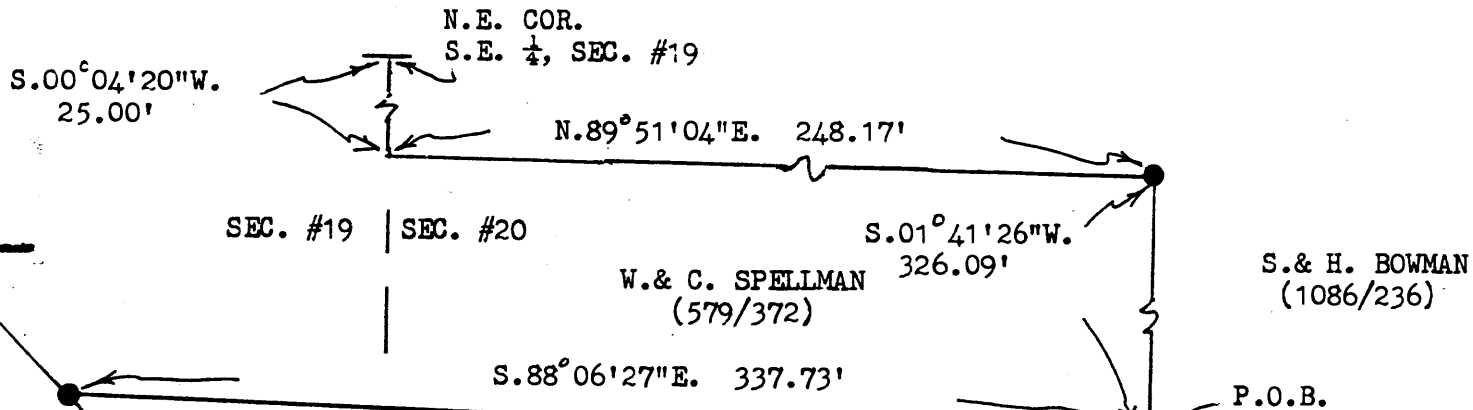 N.E. COR.
S.E. ¼, SEC. #19
S.00°04'20"W.
25.00'
N.89°51'04"E. 248.17'
SEC. #19 SEC. #20
S.01°41'26"W.
326.09'
W.& C. SPELLMAN
(579/372)
S.& H. BOWMAN
(1086/236)
S.88°06'27"E. 337.73'
P.O.B.